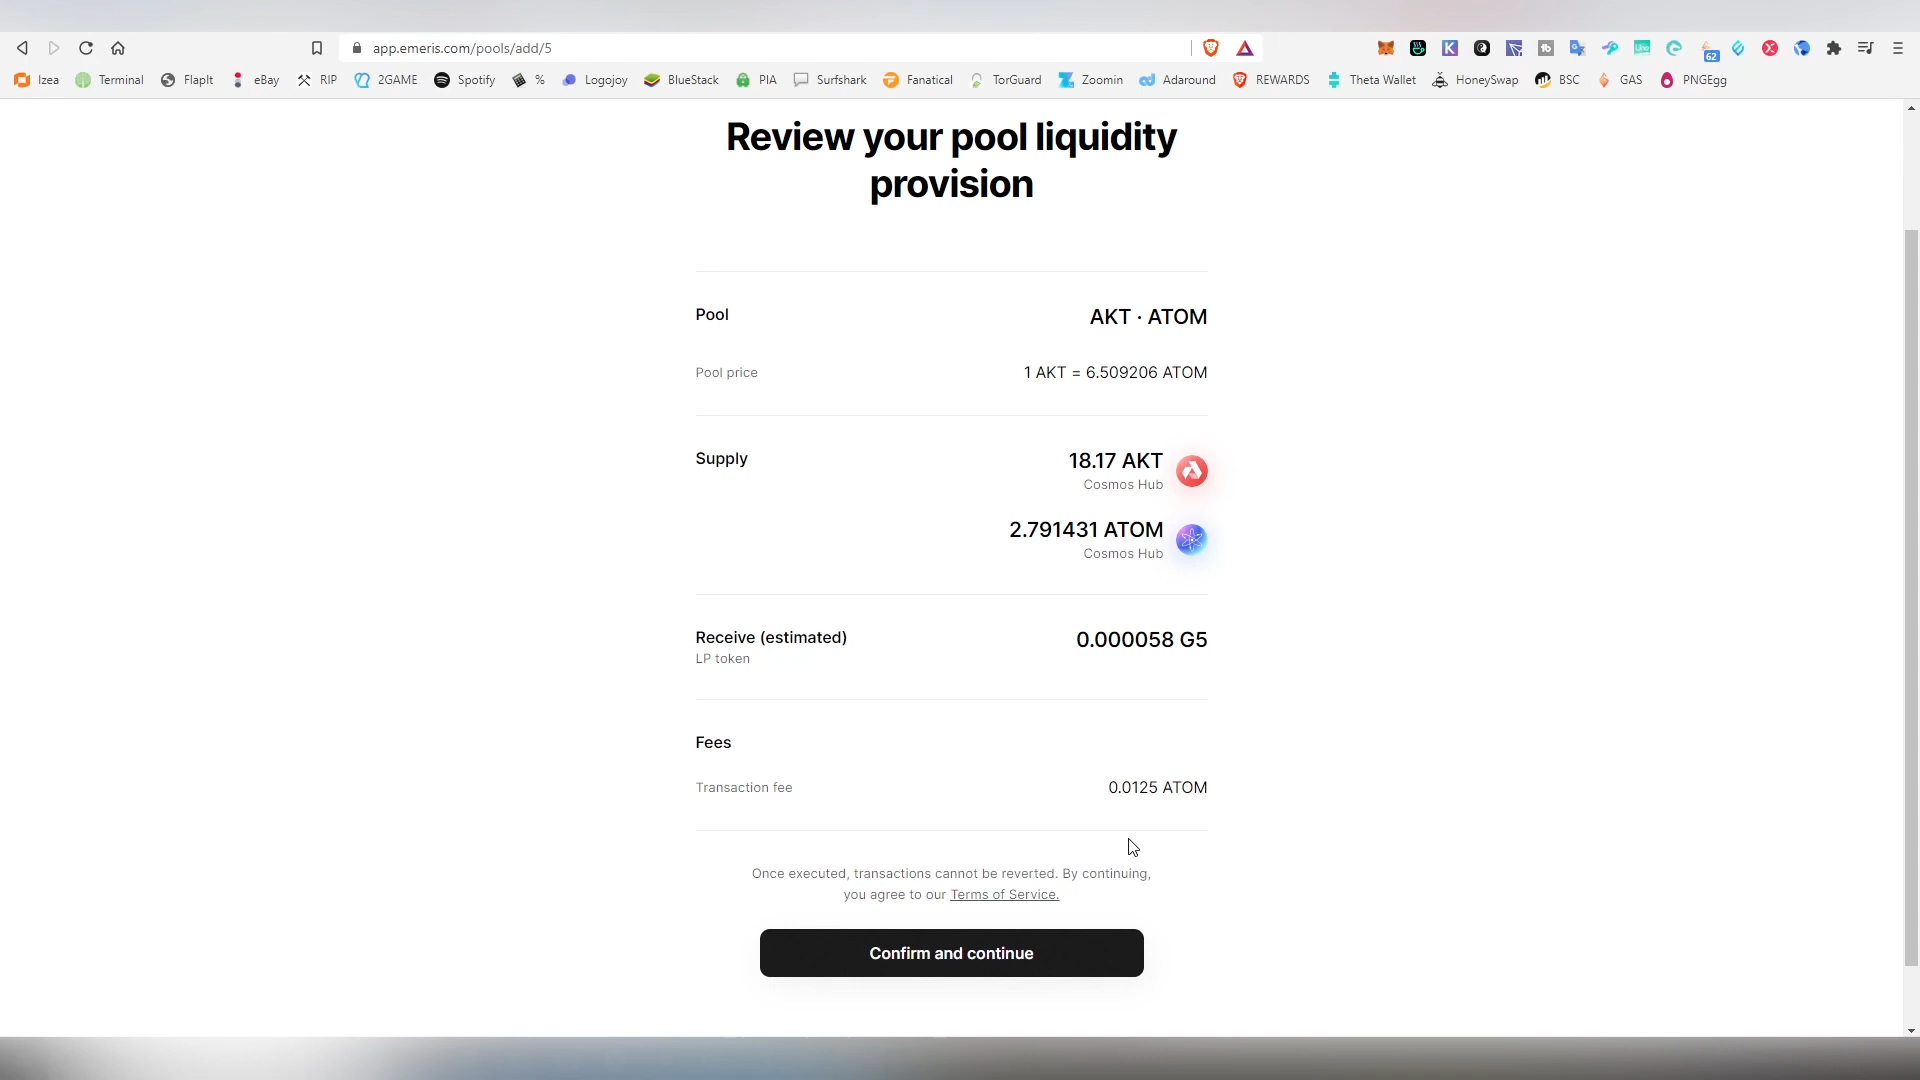 app.emeris.com/pools/add/5
62
Izea
Terminal
FlapIt
eBay
RIP
2GAME
Spotify
%
Logojoy
BlueStack
PIA
Surfshark
Fanatical
TorGuard
Zoomin
Adaround
REWARDS
Theta Wallet
HoneySwap
BSC
GAS
PNGEgg
Review your pool liquidity
provision
Pool
AKT · ATOM
Pool price
1 AKT = 6.509206 ATOM
Supply
18.17 AKT
Cosmos Hub
2.791431 ATOM
Cosmos Hub
Receive (estimated)
0.000058 G5
LP token
Fees
Transaction fee
0.0125 ATOM
Once executed, transactions cannot be reverted. By continuing,
you agree to our Terms of Service.
Confirm and continue